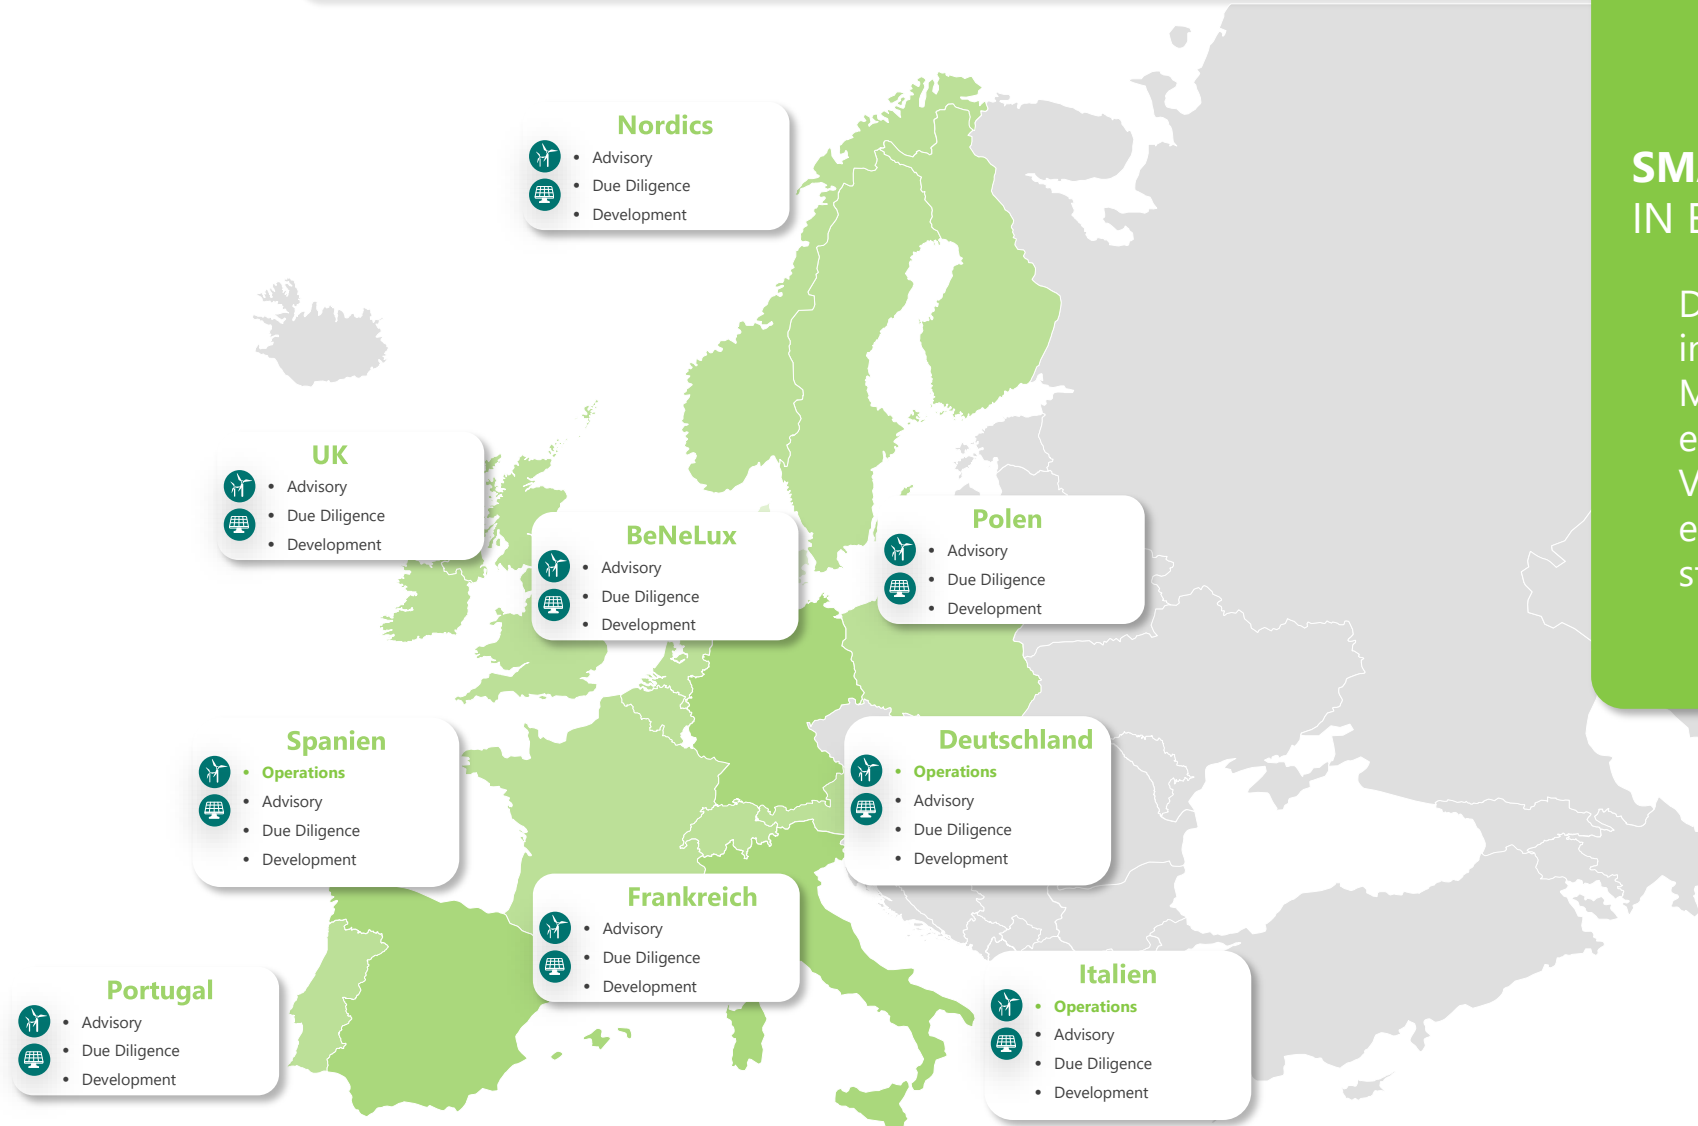 Nordics
• Advisory
• Due Diligence
• Development
UK
• Advisory
• Due Diligence
• Development
BeNeLux
• Advisory
• Due Diligence
• Development
Polen
• Advisory
• Due Diligence
• Development
Spanien
• Operations
• Advisory
• Due Diligence
• Development
Deutschland
• Operations
• Advisory
• Due Diligence
• Development
Frankreich
• Advisory
• Due Diligence
• Development
Portugal
• Advisory
• Due Diligence
• Development
Italien
• Operations
• Advisory
• Due Diligence
• Development
IN